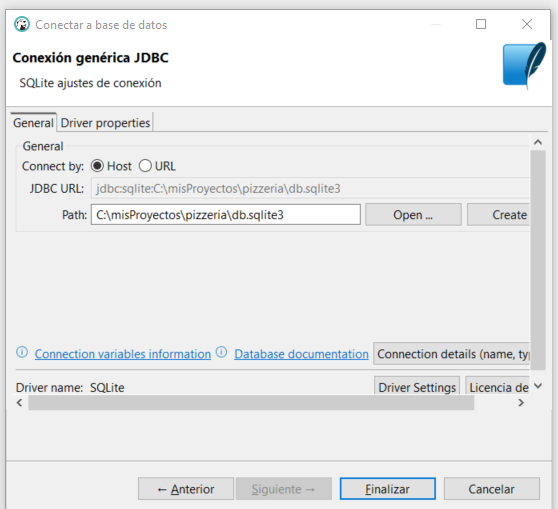 Conectar a base de datos
Conexión genérica JDBC
SQLite ajustes de conexión
General Driver properties
General
Connect by: Host URL
JDBC URL: jdbc:sqlite:C:\misProyectos\pizzeria\db.sqlite3
Path: C:\misProyectos\pizzeria\db.sqlite3 Open ... Create
Connection variables information Database documentation Connection details (name, ty
Driver name: SQLite Driver Settings Licencia de
← Anterior Siguiente → Finalizar Cancelar